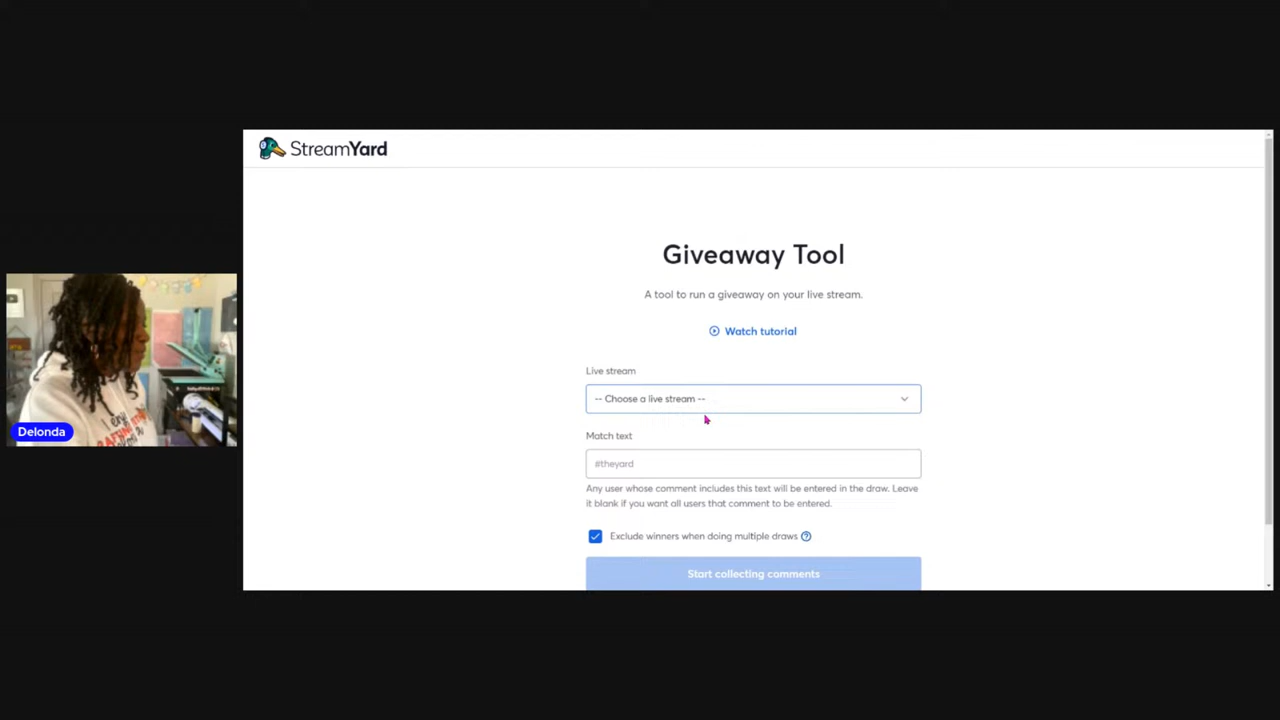 StreamYard
Giveaway Tool
A tool to run a giveaway on your live stream.
Watch tutorial
Live stream
-- Choose a live stream --
Match text
#theyard
Any user whose comment includes this text will be entered in the draw. Leave
it blank if you want all users that comment to be entered.
Exclude winners when doing multiple draws
Start collecting comments
Delonda